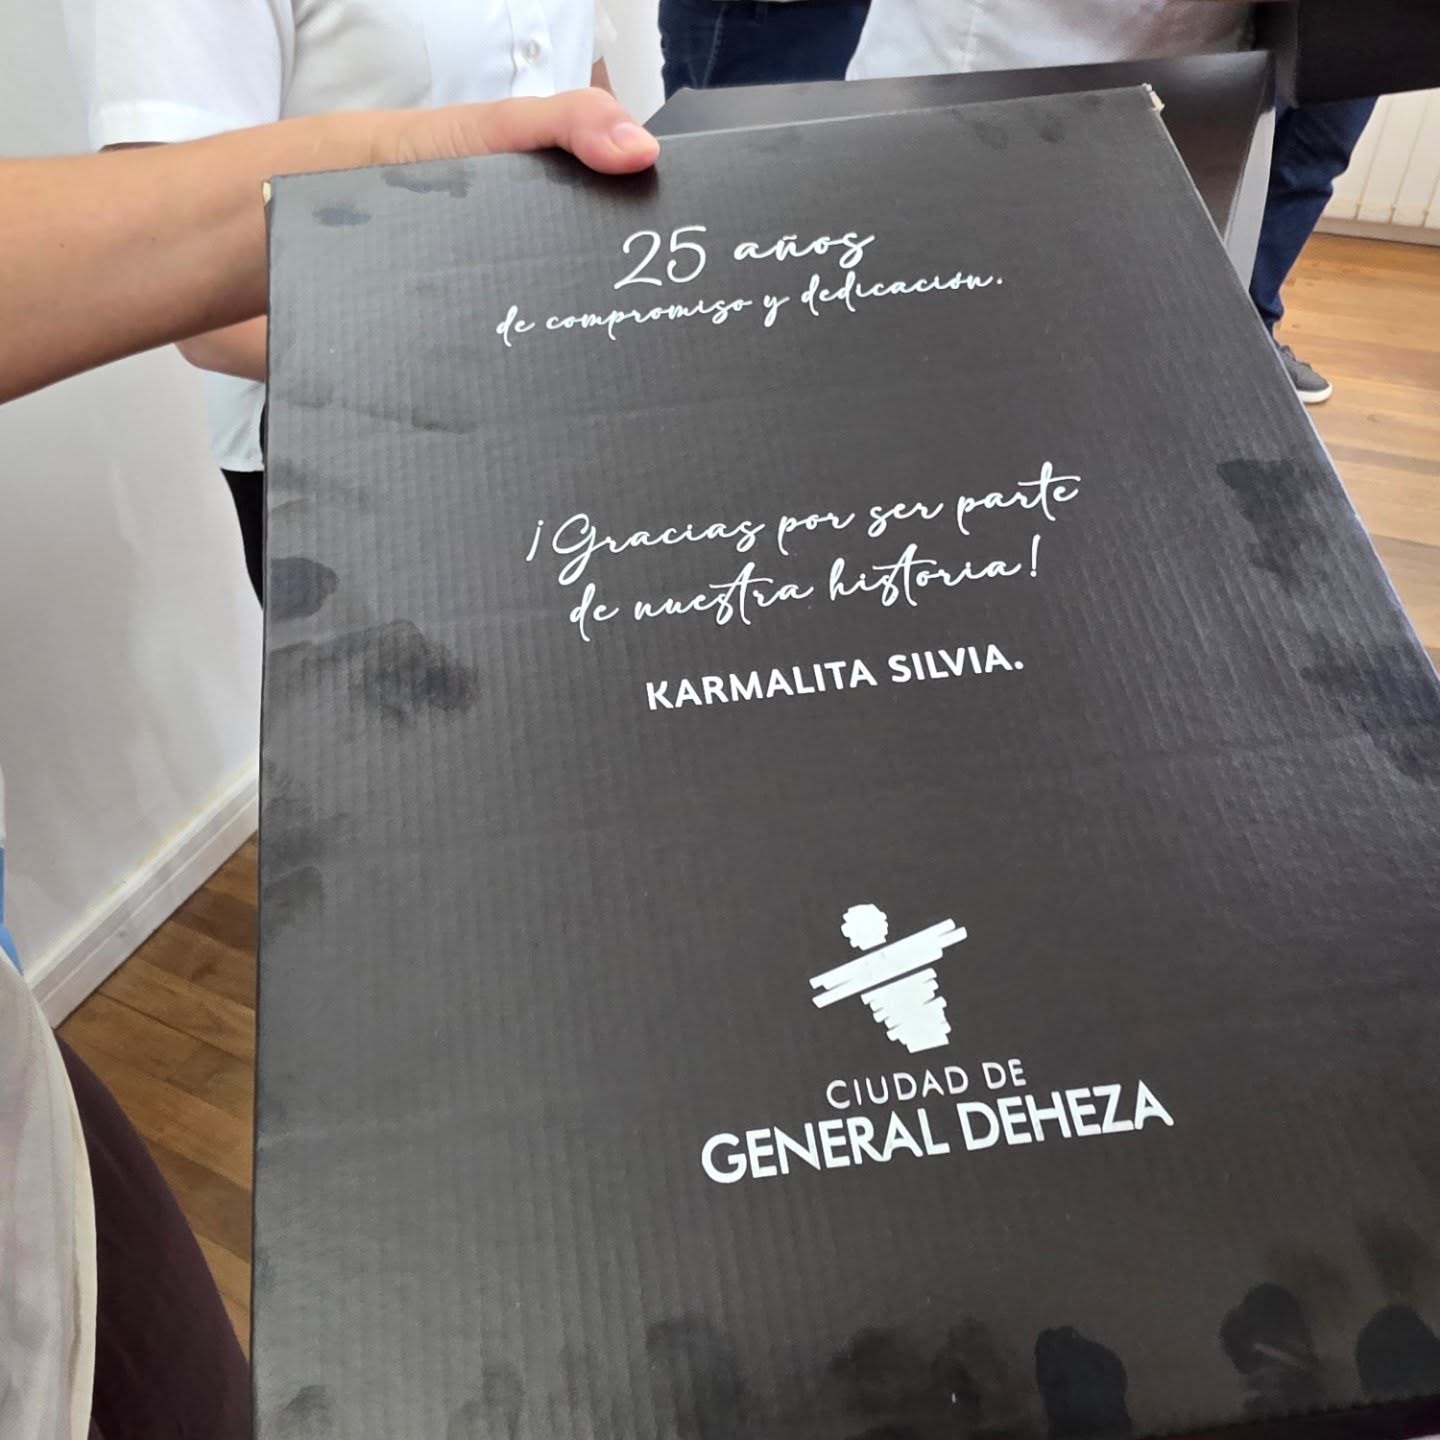 25 años
de compromiso y dedicación.
¡Gracias por ser parte
de nuestra historia!
KARMALITA SILVIA.
CIUDAD DE
GENERAL DEHEZA